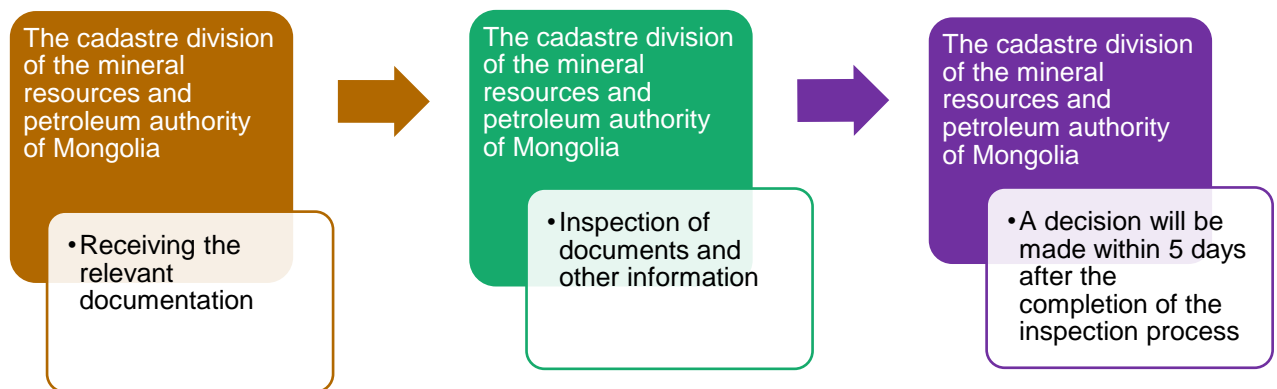 The cadastre division
of the mineral
resources and
petroleum authority
of Mongolia
•Receiving the
relevant
documentation
The cadastre division
of the mineral
resources and
petroleum authority
of Mongolia
•Inspection of
documents and
other information
The cadastre division
of the mineral
resources and
petroleum authority
of Mongolia
•A decision will be
made within 5 days
after the
completion of the
inspection process